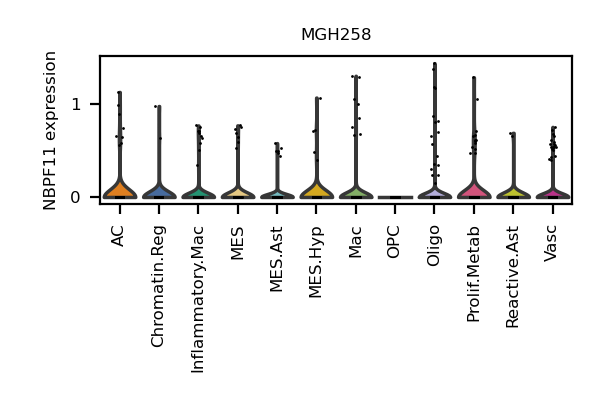 MGH258
NBPF11 expression
1
0
AC
Chromatin.Reg
Inflammatory.Mac
MES
MES.Ast
MES.Hyp
Mac
OPC
Oligo
Prolif.Metab
Reactive.Ast
Vasc